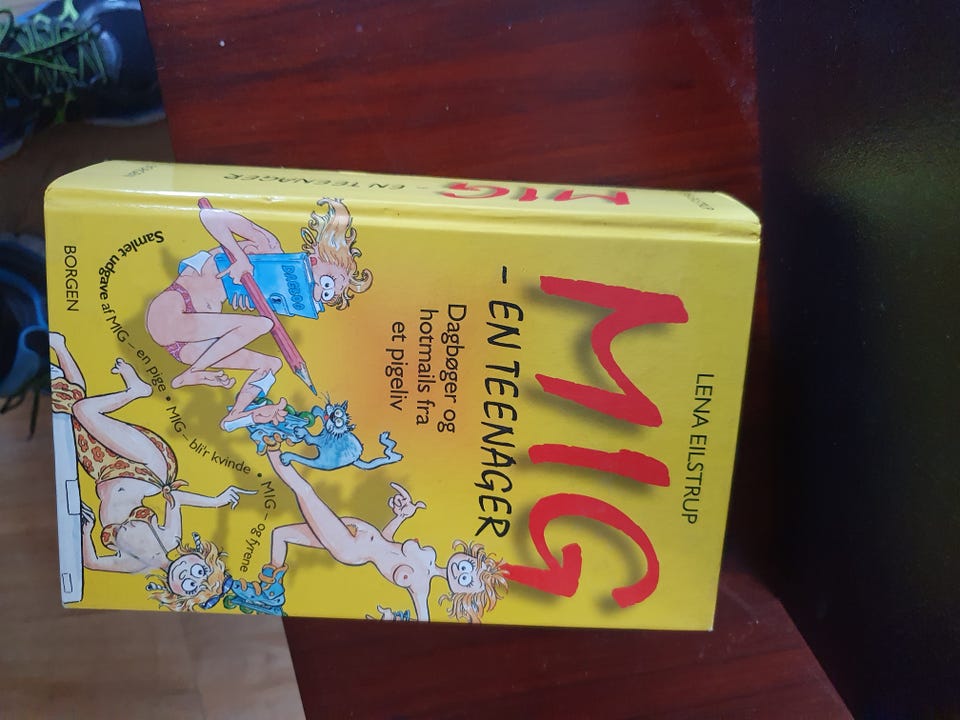 LENA EILSTRUP
MIG
- EN TEENAGER
Dagbøger og
hotmails fra
et pigeliv
DAGBOG
Samlet udgave af MIG – en pige • MIG – bli'r kvinde • MIG – og fyrene
BORGEN
MIG
- EN TEENAGER